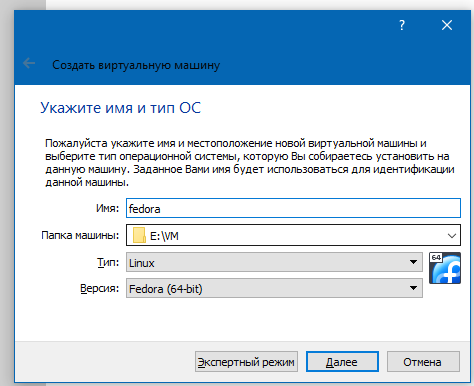 ?
Создать виртуальную машину
Укажите имя и тип ОС
Пожалуйста укажите имя и местоположение новой виртуальной машины и
выберите тип операционной системы, которую Вы собираетесь установить на
данную машину. Заданное Вами имя будет использоваться для идентификации
данной машины.
Имя: fedora
Папка машины: E:\VM
Тип: Linux
64
Версия: Fedora (64-bit)
Экспертный режим Далее Отмена